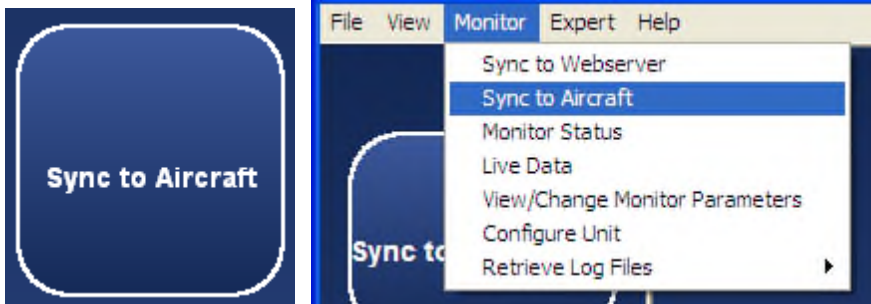 Sync to Aircraft
File View Monitor Expert Help
Sync to Webserver
Sync to Aircraft
Monitor Status
Live Data
View/Change Monitor Parameters
Configure Unit
Retrieve Log Files
Sync to